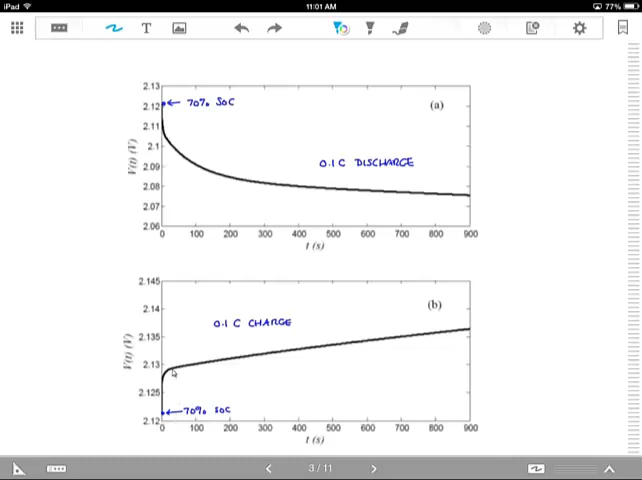 iPad
11:01 AM
77%
T
2.13
2.12
2.11
2.1
2.09
2.08
2.07
2.06
V(t) (V)
70% SOC
(a)
0.1 C DISCHARGE
0 100 200 300 400 500 600 700 800 900
t (s)
2.145
2.14
2.135
2.13
2.125
2.12
V(t) (V)
(b)
0.1 C CHARGE
70% SOC
0 100 200 300 400 500 600 700 800 900
t (s)
3 / 11